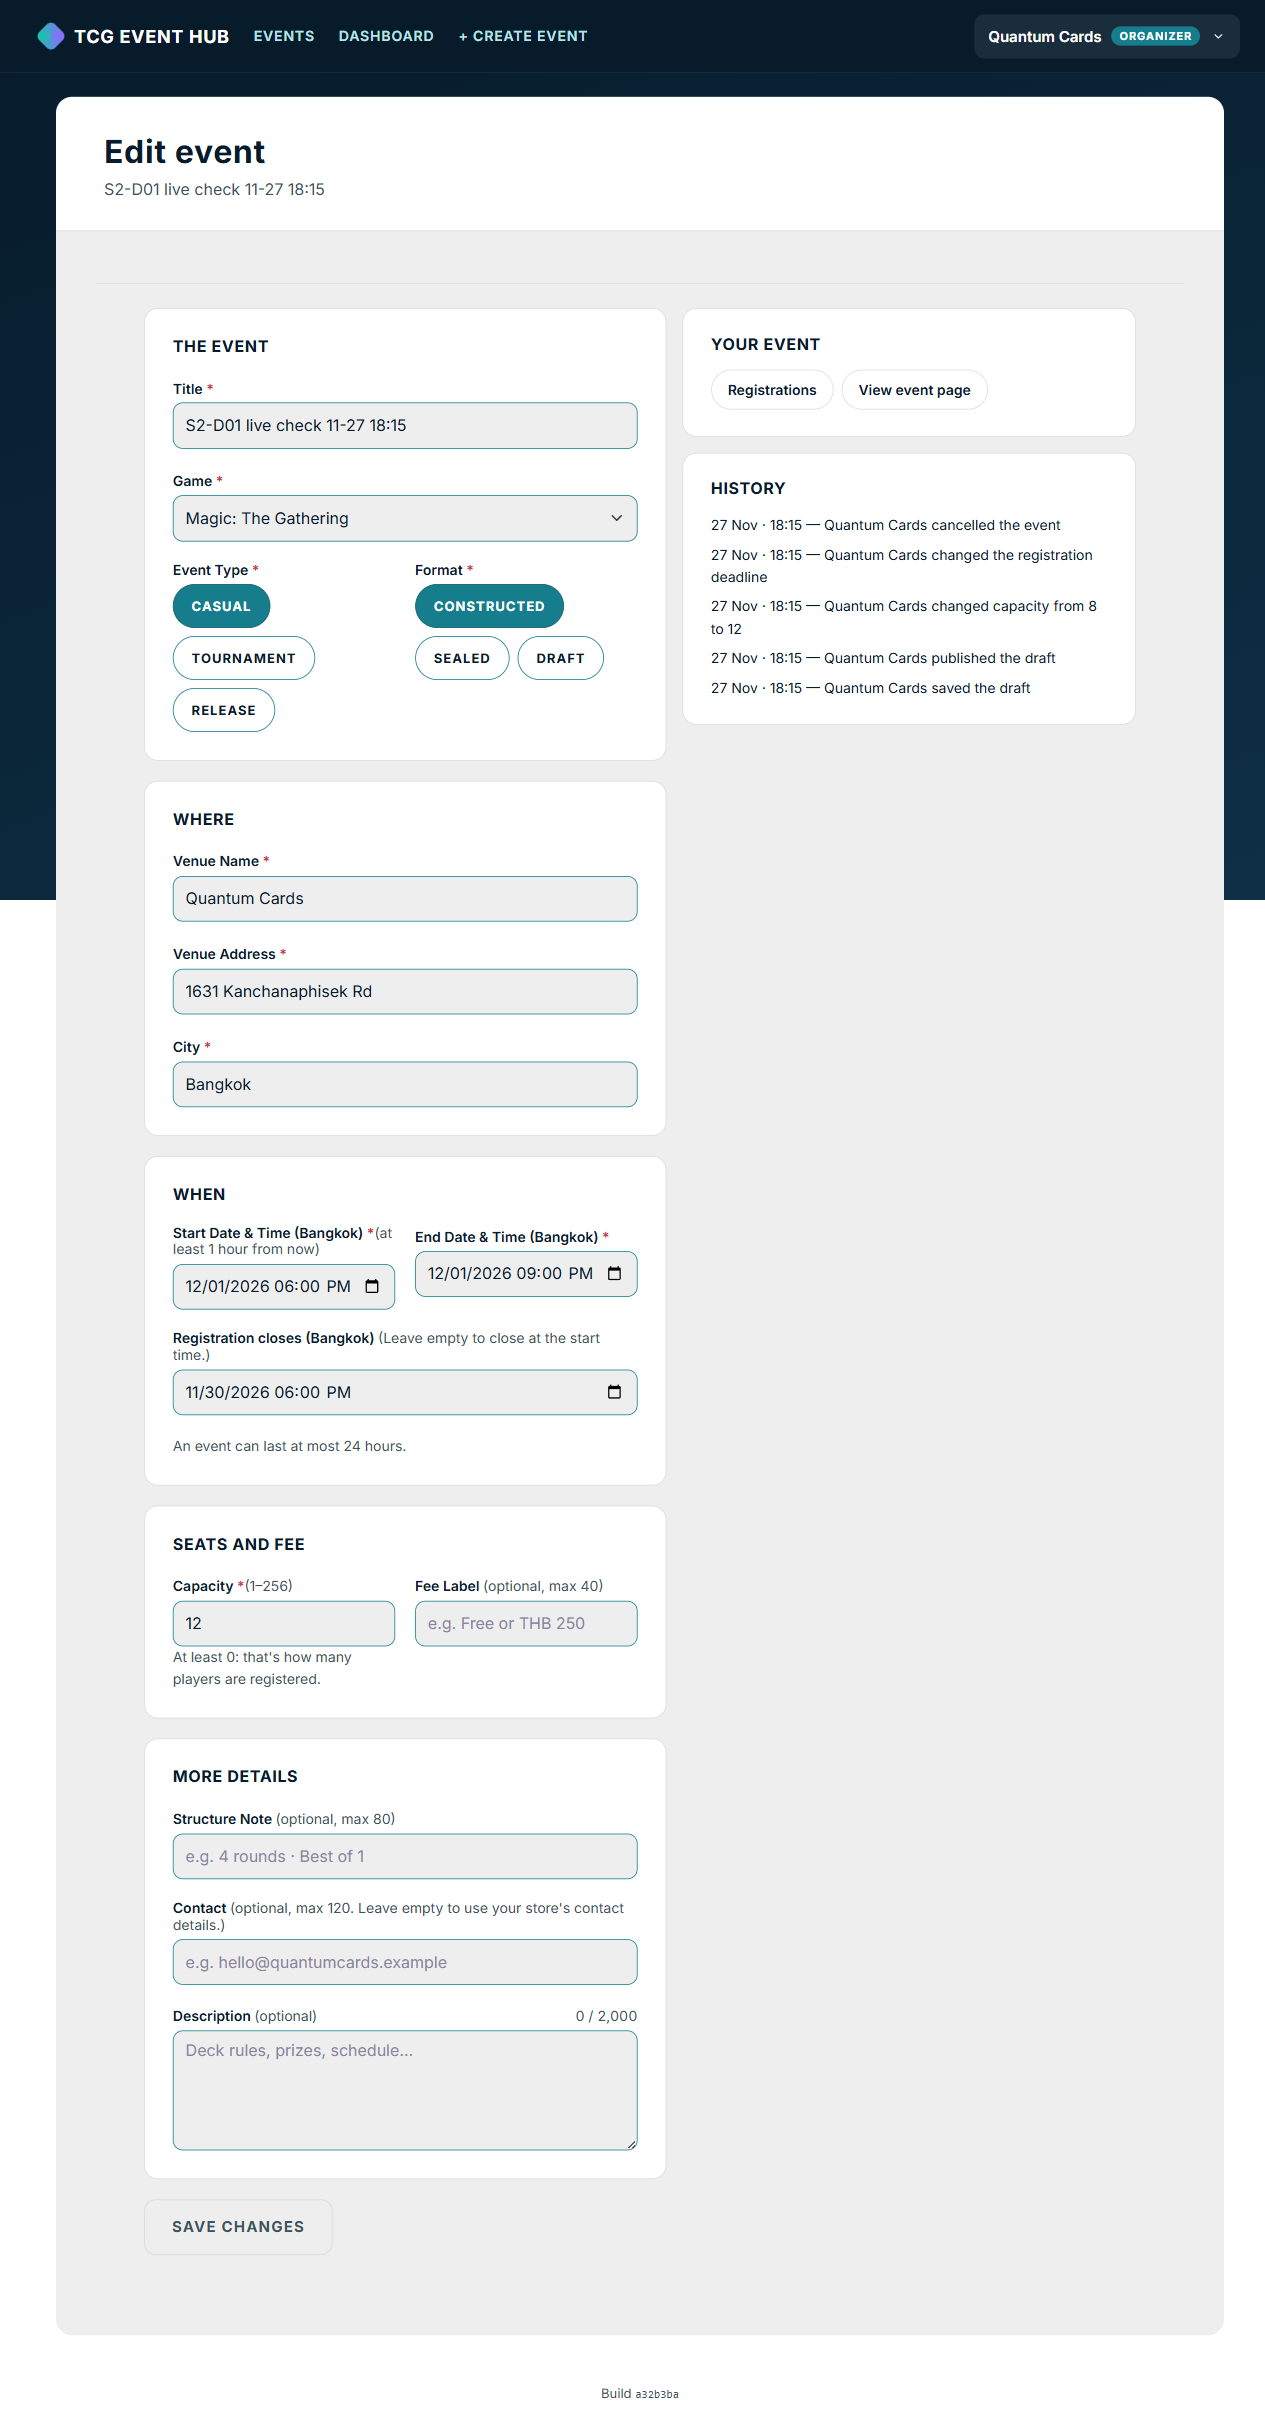 TCG EVENT HUB
EVENTS
DASHBOARD
+ CREATE EVENT
Quantum Cards
ORGANIZER
Edit event
S2-D01 live check 11-27 18:15
THE EVENT
Title *
S2-D01 live check 11-27 18:15
Game *
Magic: The Gathering
Event Type *
CASUAL
TOURNAMENT
RELEASE
Format *
CONSTRUCTED
SEALED
DRAFT
WHERE
Venue Name *
Quantum Cards
Venue Address *
1631 Kanchanaphisek Rd
City *
Bangkok
WHEN
Start Date & Time (Bangkok) *(at
least 1 hour from now)
12/01/2026 06:00 PM
End Date & Time (Bangkok) *
12/01/2026 09:00 PM
Registration closes (Bangkok) (Leave empty to close at the start
time.)
11/30/2026 06:00 PM
An event can last at most 24 hours.
SEATS AND FEE
Capacity *(1–256)
12
At least 0: that's how many
players are registered.
Fee Label (optional, max 40)
e.g. Free or THB 250
MORE DETAILS
Structure Note (optional, max 80)
e.g. 4 rounds · Best of 1
Contact (optional, max 120. Leave empty to use your store's contact
details.)
e.g. hello@quantumcards.example
Description (optional)
0 / 2,000
Deck rules, prizes, schedule...
SAVE CHANGES
YOUR EVENT
Registrations
View event page
HISTORY
27 Nov · 18:15 — Quantum Cards cancelled the event
27 Nov · 18:15 — Quantum Cards changed the registration
deadline
27 Nov · 18:15 — Quantum Cards changed capacity from 8
to 12
27 Nov · 18:15 — Quantum Cards published the draft
27 Nov · 18:15 — Quantum Cards saved the draft
Build a32b3ba